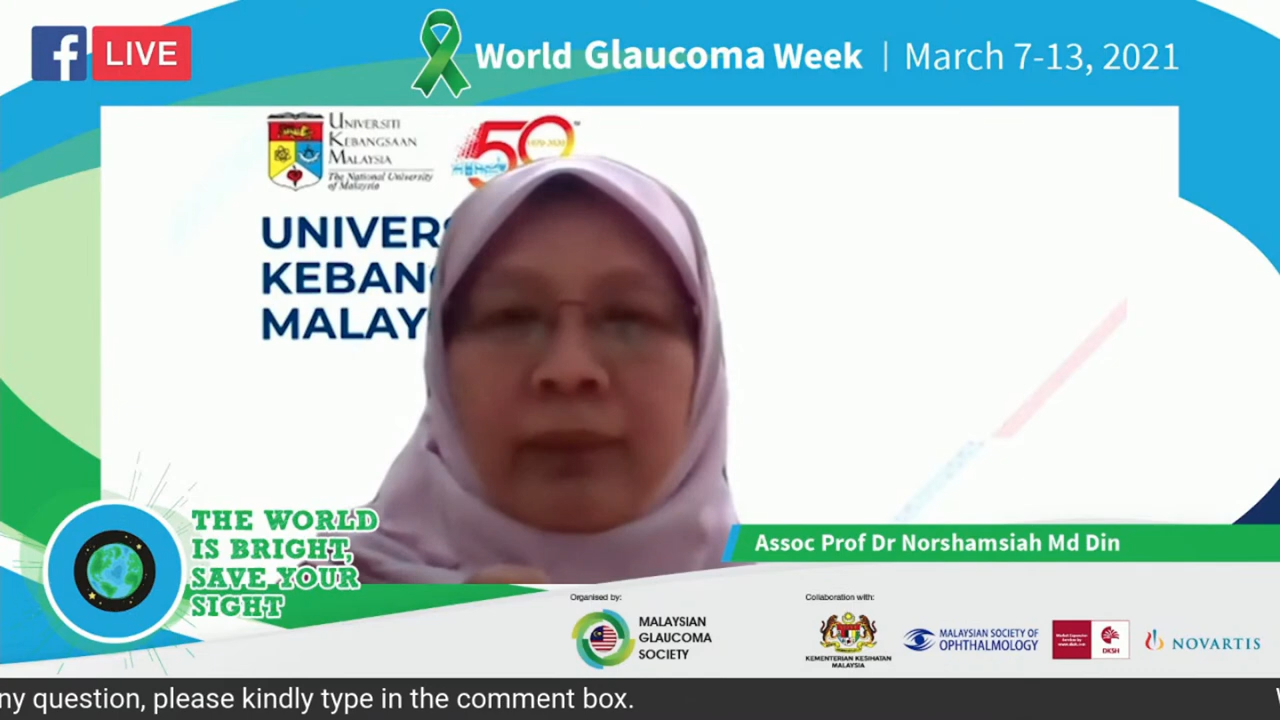 f LIVE
World Glaucoma Week | March 7-13, 2021
UNIVERSITI
KEBANGSAAN
MALAYSIA
The National University
of Malaysia
50
1970-2020
UNIVERS
KEBANG
MALAY
THE WORLD
IS BRIGHT,
SAVE YOUR
SIGHT
Assoc Prof Dr Norshamsiah Md Din
Organised by:
MALAYSIAN
GLAUCOMA
SOCIETY
Collaboration with:
KEMENTERIAN KESIHATAN
MALAYSIA
MALAYSIAN SOCIETY OF
OPHTHALMOLOGY
DKSH
NOVARTIS
ny question, please kindly type in the comment box.